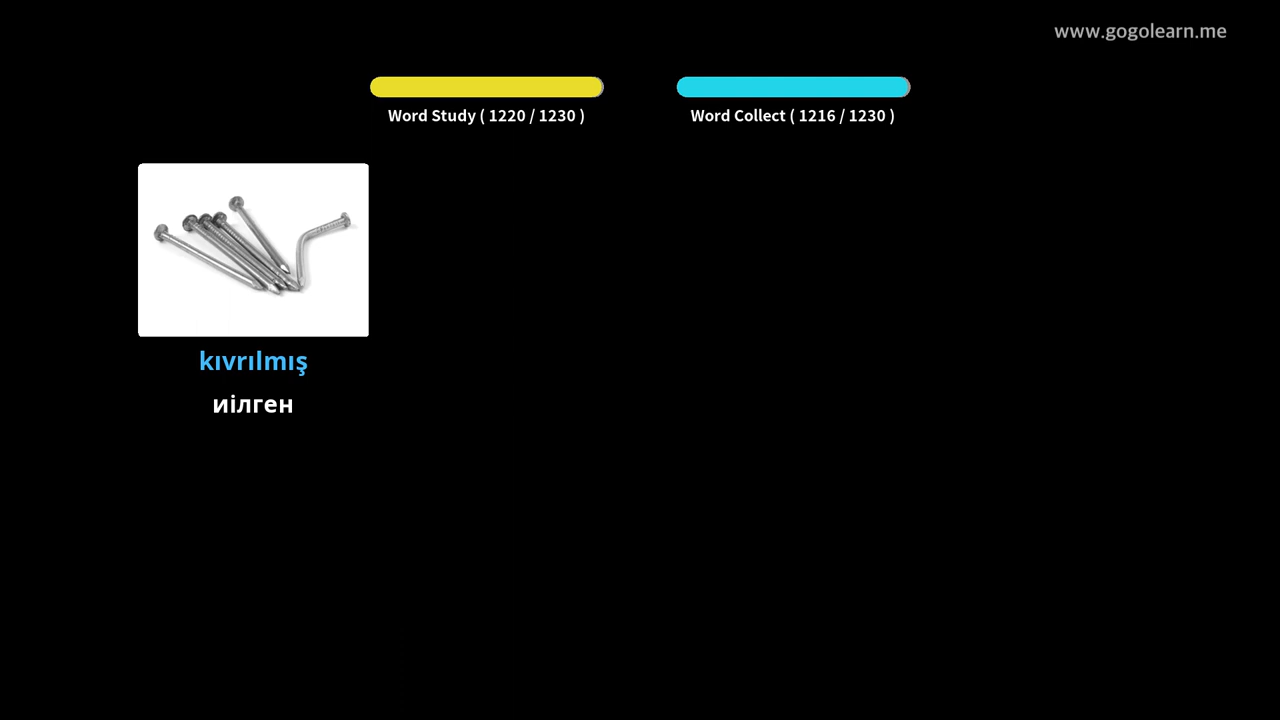 www.gogolearn.me
Word Study ( 1220 / 1230 )
Word Collect ( 1216 / 1230 )
kıvrılmış
иілген